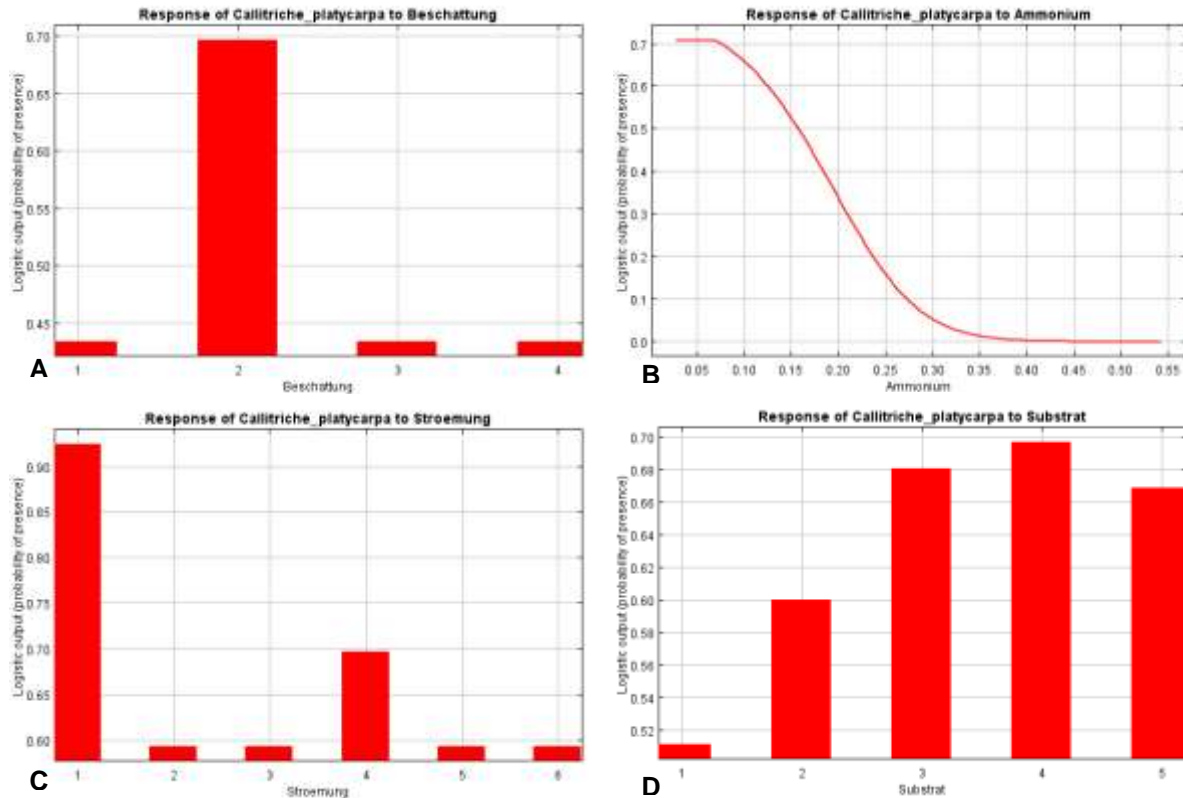 Response of Callitriche_platycarpa to Beschattung
Logistic output (probability of presence)
0.70
0.65
0.60
0.55
0.50
0.45
1 2 3 4
Beschattung
A
Response of Callitriche_platycarpa to Ammonium
Logistic output (probability of presence)
0.7
0.6
0.5
0.4
0.3
0.2
0.1
0.0
0.05 0.10 0.15 0.20 0.25 0.30 0.35 0.40 0.45 0.50 0.55
Ammonium
B
Response of Callitriche_platycarpa to Stroemung
Logistic output (probability of presence)
0.90
0.85
0.80
0.75
0.70
0.65
0.60
1 2 3 4 5 6
Stroemung
C
Response of Callitriche_platycarpa to Substrat
Logistic output (probability of presence)
0.70
0.68
0.66
0.64
0.62
0.60
0.58
0.56
0.54
0.52
1 2 3 4 5
Substrat
D